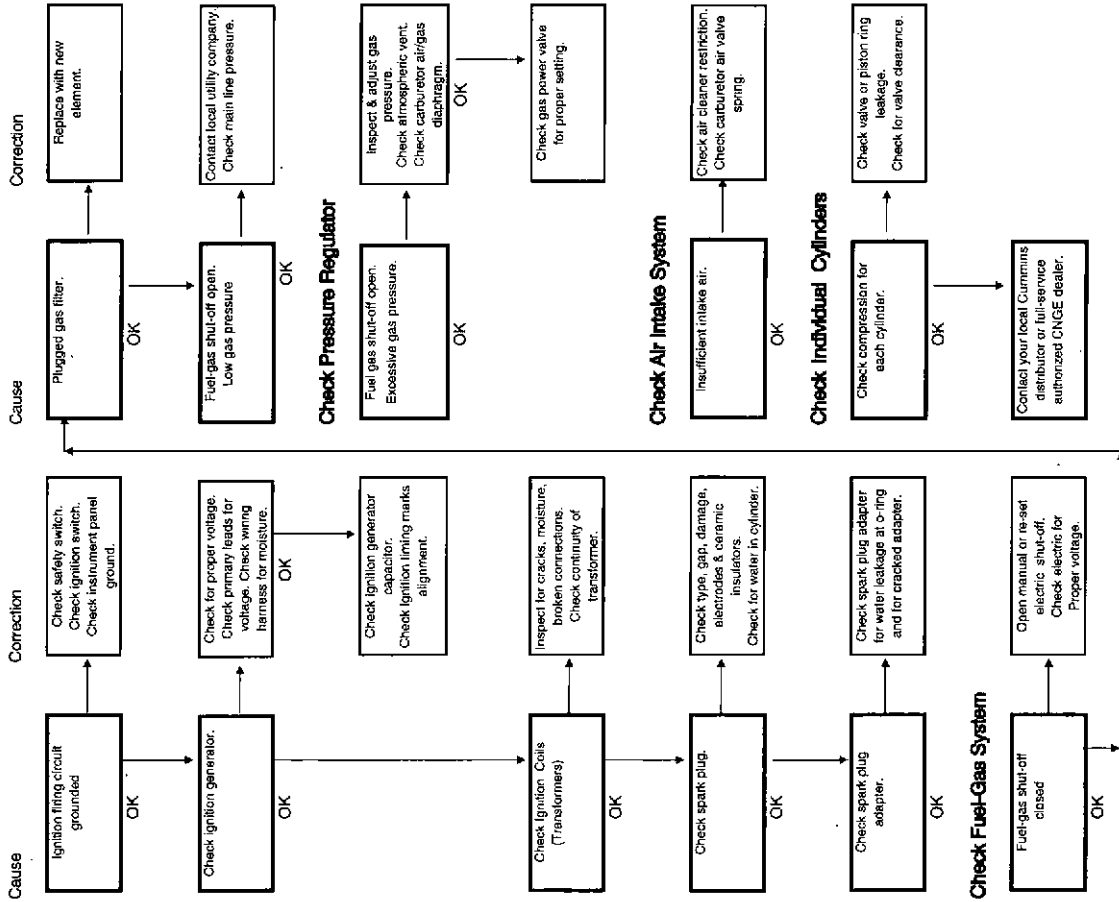 Cause
Correction
Ignition firing circuit
grounded
OK
Check safety switch.
Check ignition switch.
Check instrument panel
ground.
Check ignition generator.
OK
Check for proper voltage.
Check primary leads for
voltage. Check wiring
harness for moisture.
OK
Check ignition generator
capacitor.
Check Ignition timing marks
alignment.
Check Ignition Coils
(Transformers)
OK
Inspect for cracks, moisture,
broken connections.
Check continuity of
transformer.
Check spark plug.
OK
Check type, gap, damage,
electrodes & ceramic
insulators.
Check for water in cylinder.
Check spark plug
adapter.
OK
Check spark plug adapter
for water leakage at o-ring
and for cracked adapter.
Check Fuel-Gas System
Fuel-gas shut-off
closed
OK
Open manual or re-set
electric shut-off.
Check electric for
Proper voltage.
Cause
Correction
Plugged gas filter.
OK
Replace with new
element.
Fuel-gas shut-off open.
Low gas pressure
OK
Contact local utility company.
Check main line pressure.
Check Pressure Regulator
Fuel gas shut-off open.
Excessive gas pressure.
OK
Inspect & adjust gas
pressure.
Check atmospheric vent.
Check carburetor air/gas
diaphragm.
OK
Check gas power valve
for proper setting.
Check Air Intake System
Insufficient intake air.
OK
Check air cleaner restriction.
Check carburetor air valve
spring.
Check Individual Cylinders
Check compression for
each cylinder.
OK
Check valve or piston ring
leakage.
Check for valve clearance.
Contact your local Cummins
distributor or full-service
authorized CNGE dealer.